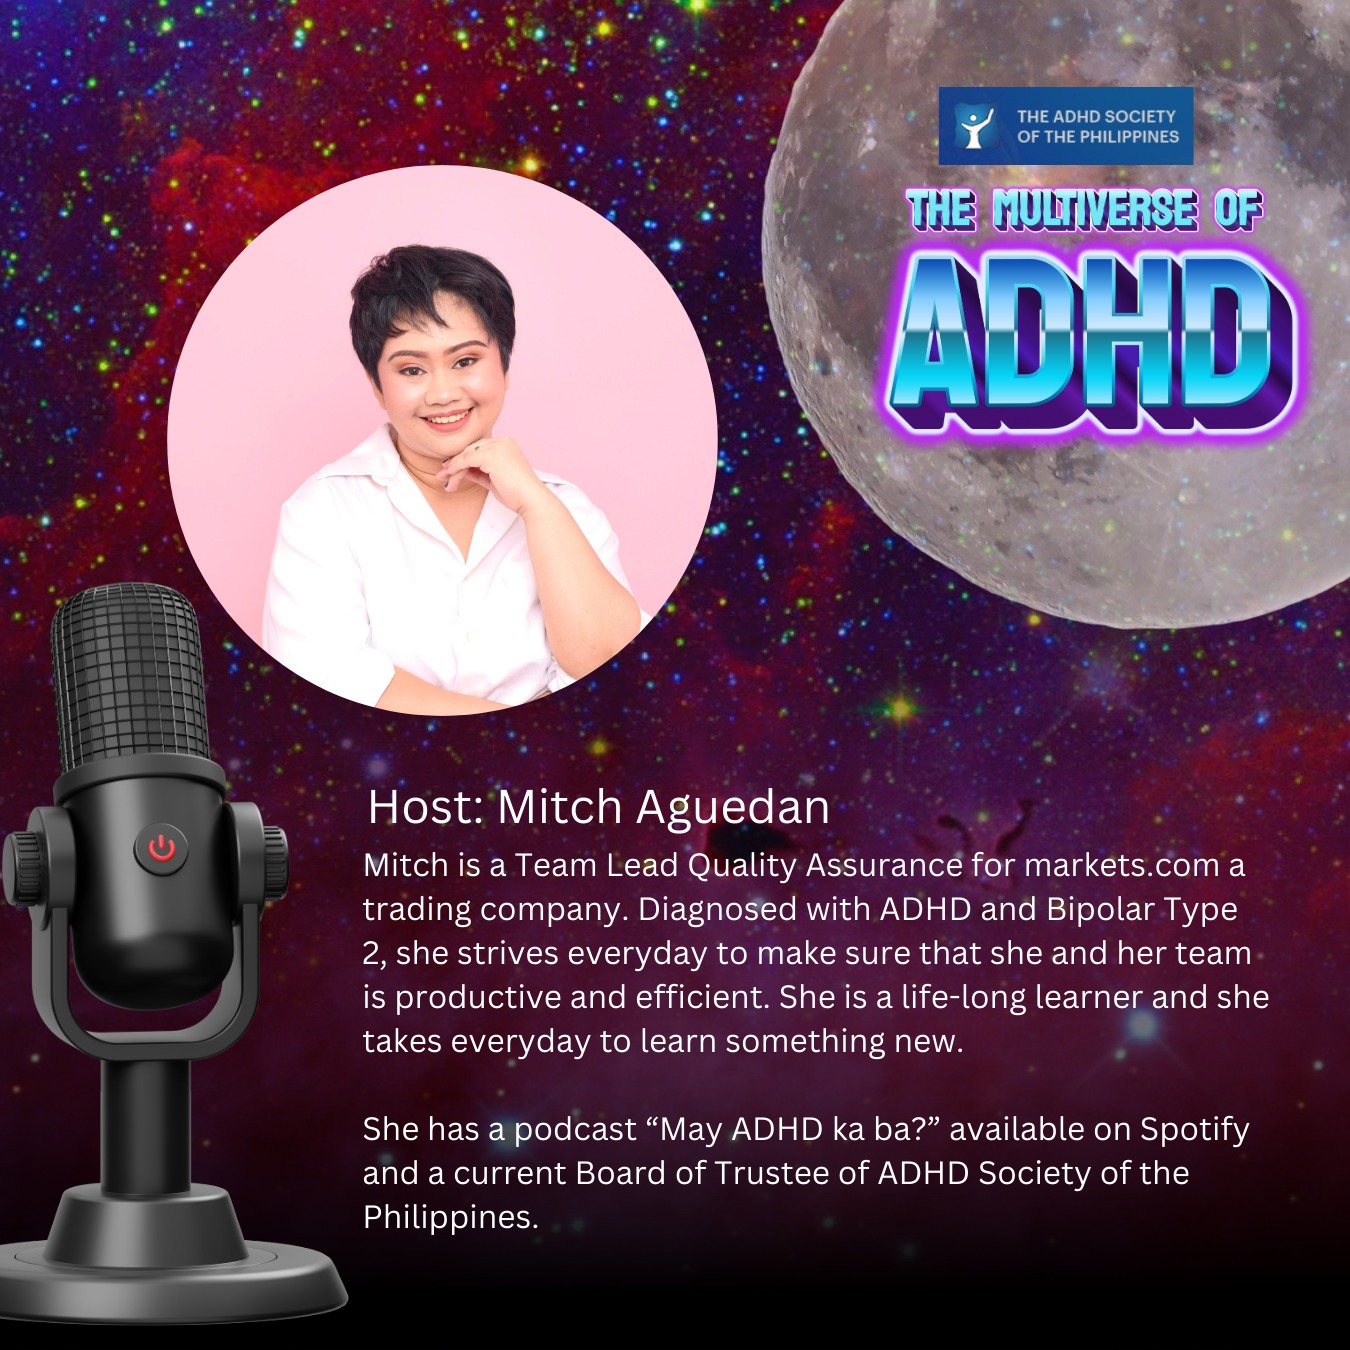 THE ADHD SOCIETY
OF THE PHILIPPINES
THE MULTIVERSE OF
ADHD
Host: Mitch Aguedan
Mitch is a Team Lead Quality Assurance for markets.com a
trading company. Diagnosed with ADHD and Bipolar Type
2, she strives everyday to make sure that she and her team
is productive and efficient. She is a life-long learner and she
takes everyday to learn something new.
She has a podcast “May ADHD ka ba?” available on Spotify
and a current Board of Trustee of ADHD Society of the
Philippines.